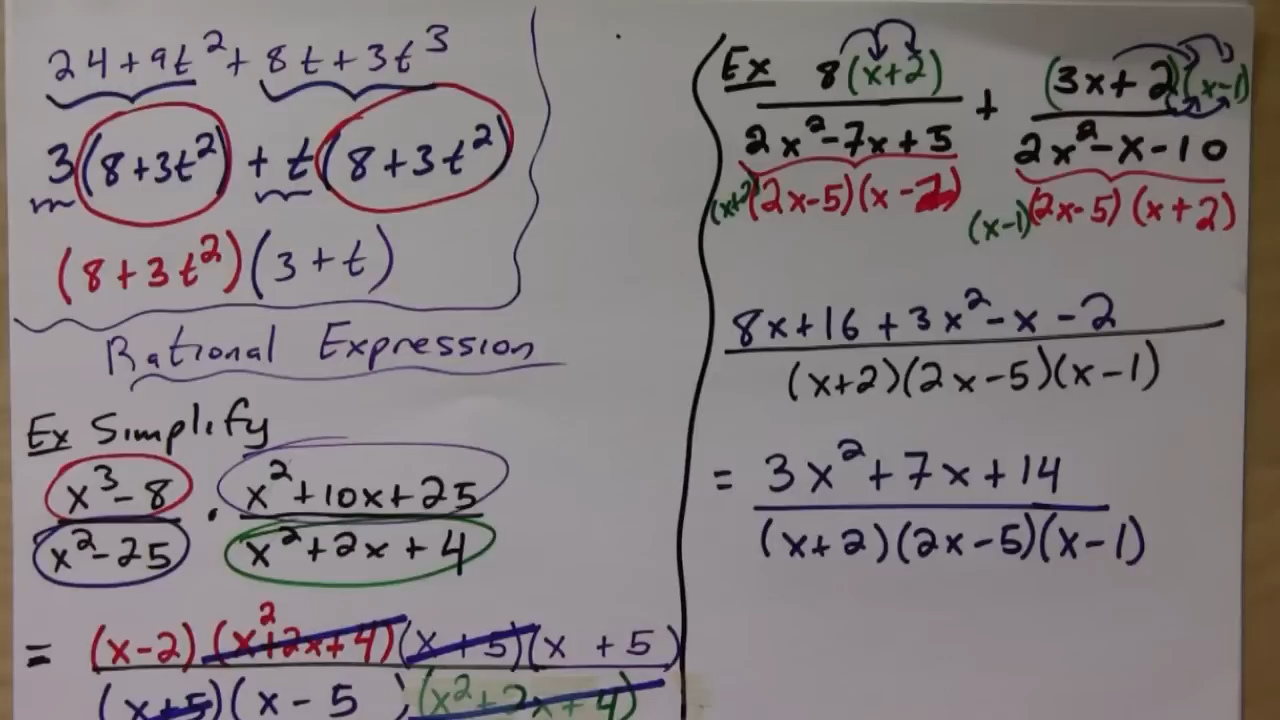 24+9t²+8t+3t³
3(8+3t²)+t(8+3t²)
(8+3t²)(3+t)
Rational Expression
Ex Simplify
x³-8 . x²+10x+25
x²-25 x²+2x+4
= (x-2)(x²+2x+4)(x+5)(x+5)
(x+5)(x-5)(x²+2x+4)
Ex 8(x+2) + (3x+2)(x-1)
2x²-7x+5 2x²-x-10
(x+2)(2x-5)(x- (x-1)(2x-5)(x+2)
8x+16+3x²-x-2
(x+2)(2x-5)(x-1)
= 3x²+7x+14
(x+2)(2x-5)(x-1)